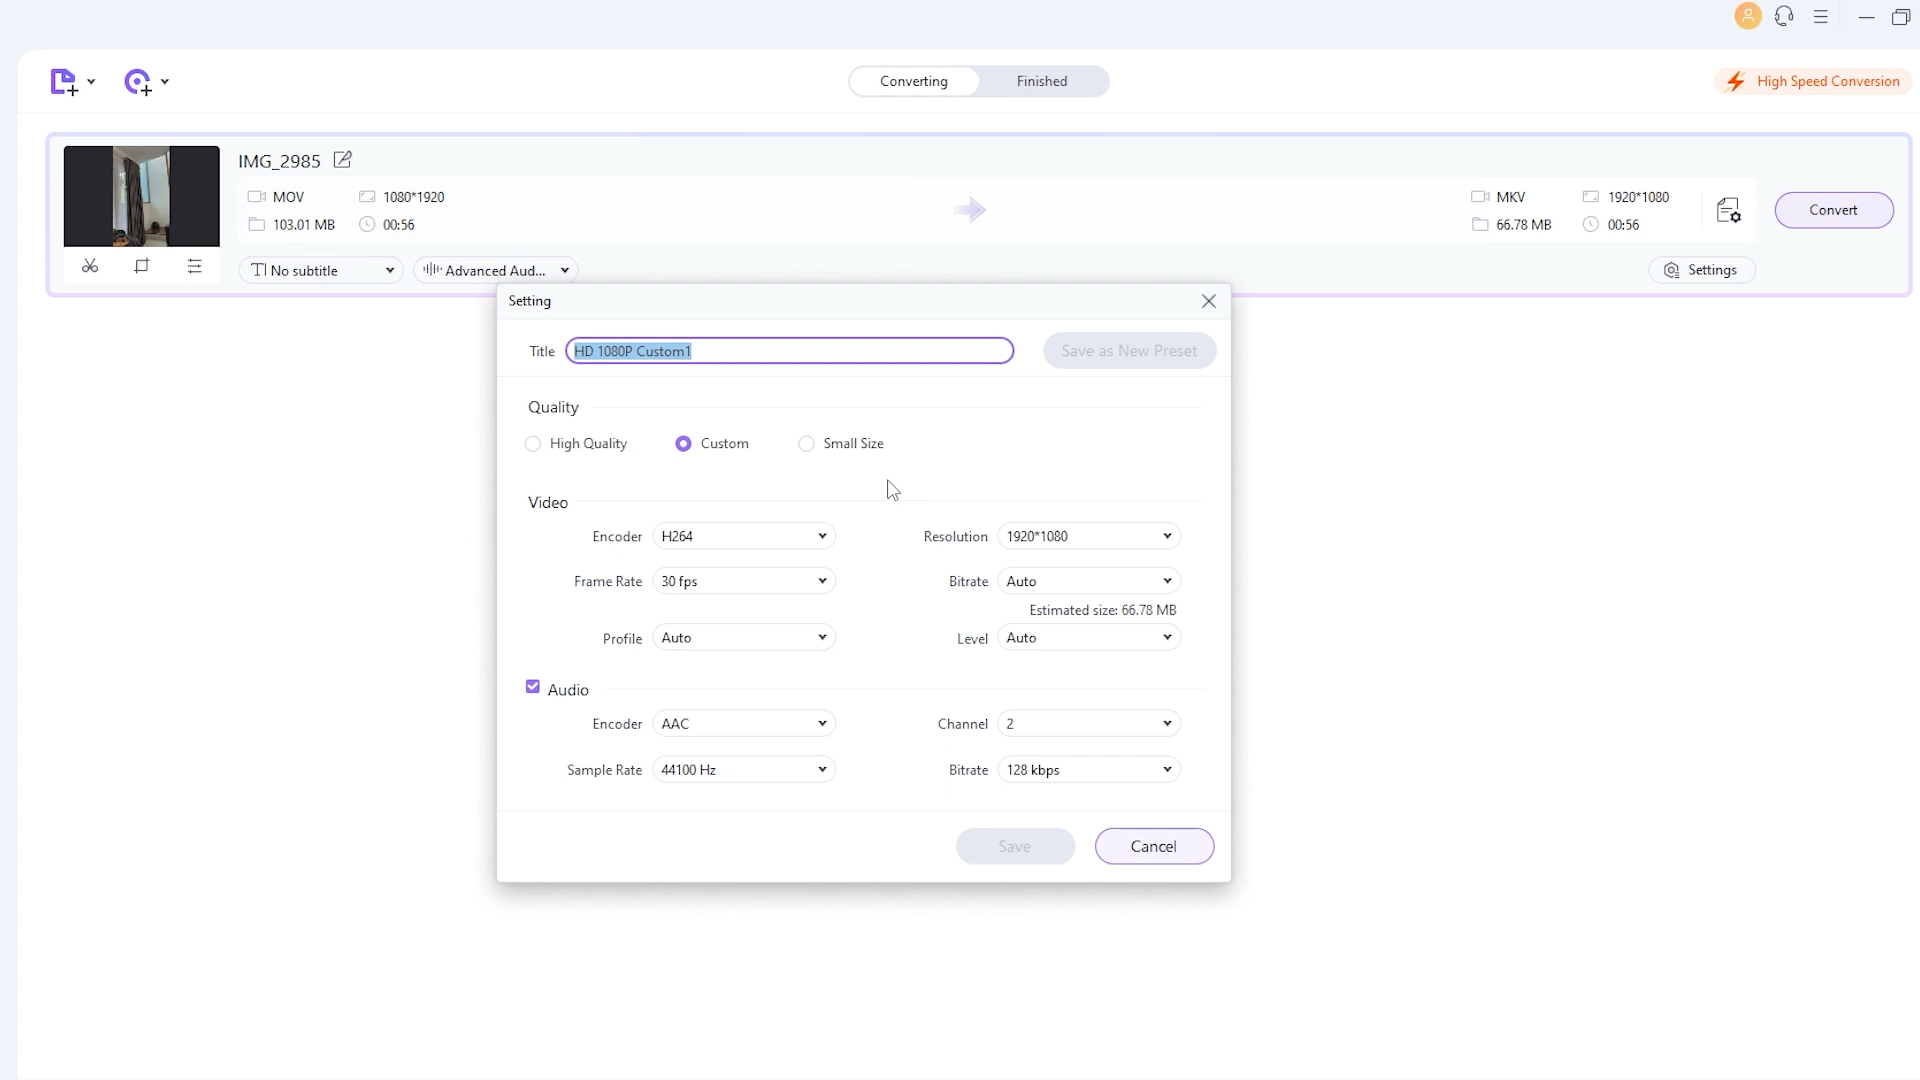 Converting
Finished
High Speed Conversion
IMG_2985
MOV 1080*1920
103.01 MB 00:56
MKV 1920*1080
66.78 MB 00:56
Convert
No subtitle
Advanced Aud...
Settings
Setting
Title HD 1080P Custom1
Save as New Preset
Quality
High Quality Custom Small Size
Video
Encoder H264 Resolution 1920*1080
Frame Rate 30 fps Bitrate Auto
Estimated size: 66.78 MB
Profile Auto Level Auto
Audio
Encoder AAC Channel 2
Sample Rate 44100 Hz Bitrate 128 kbps
Save Cancel